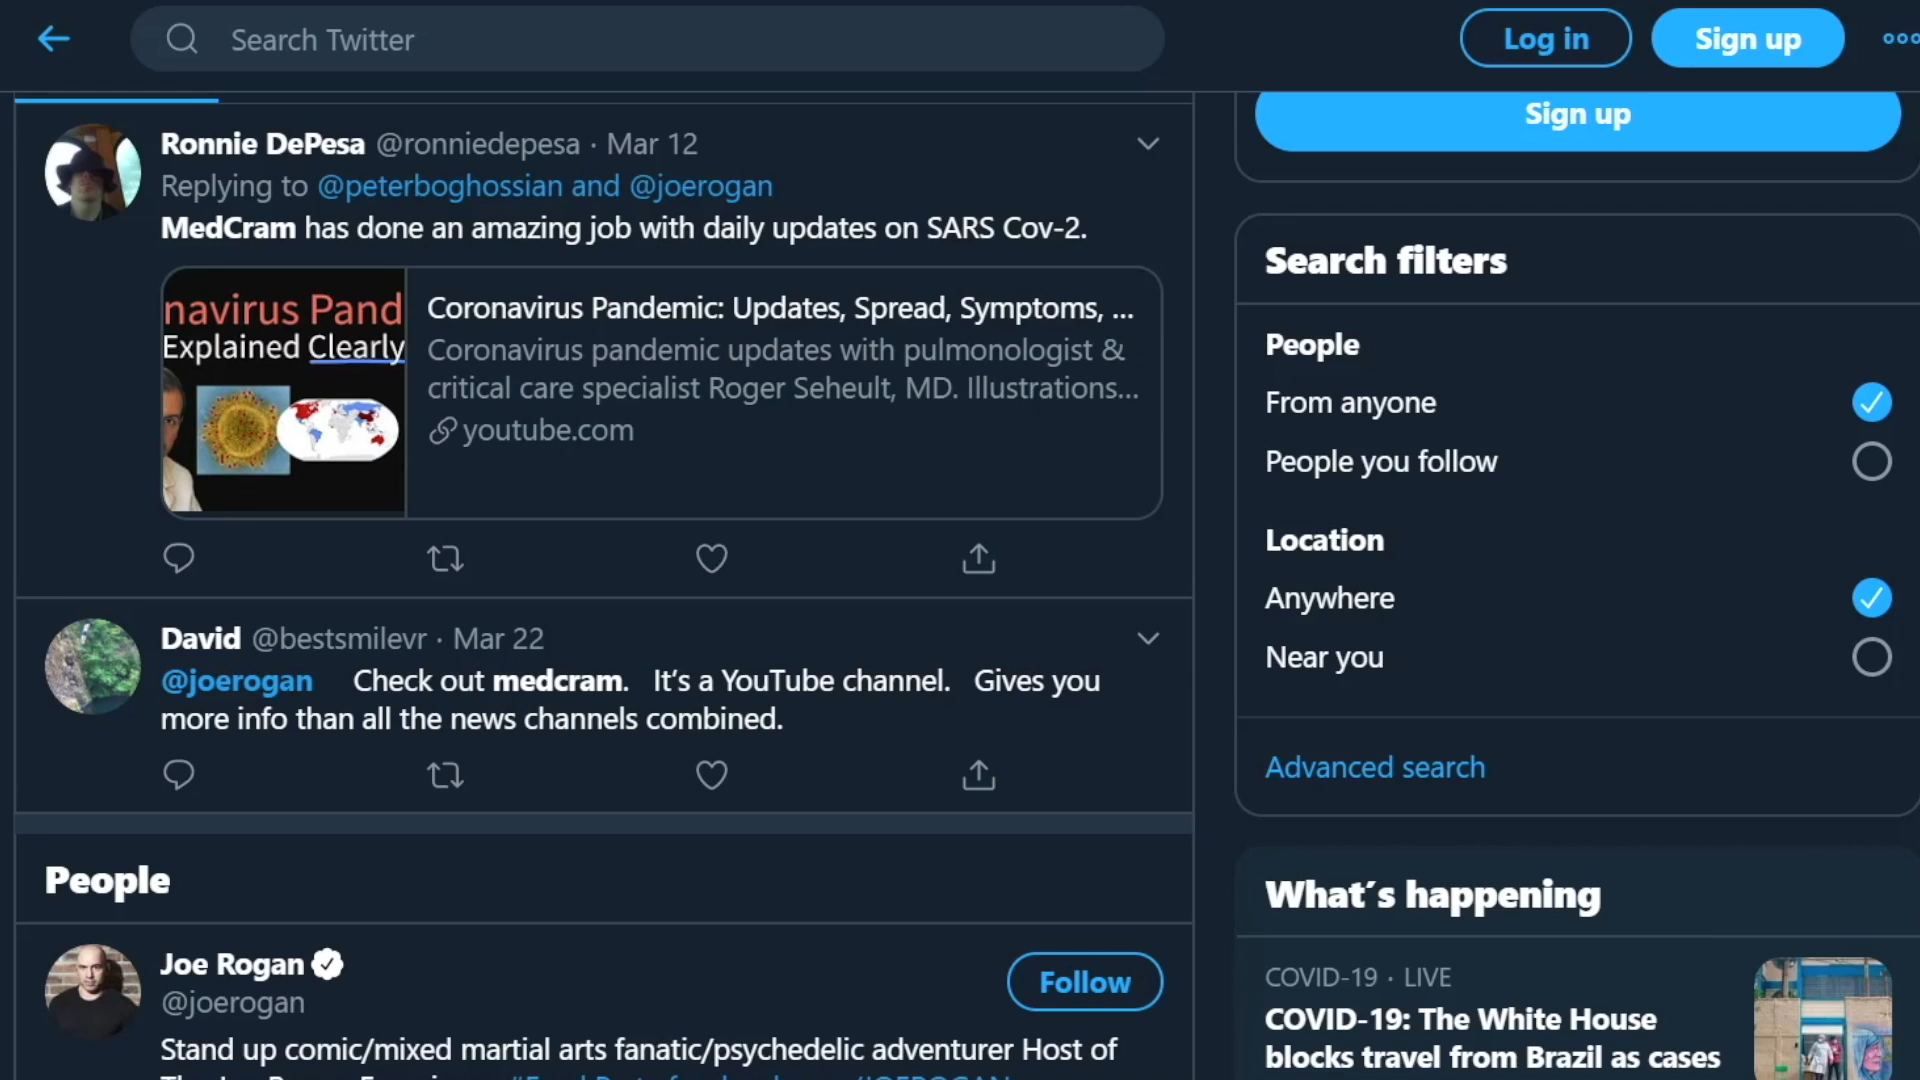 Search Twitter
Log in
Sign up
Ronnie DePesa @ronniedepesa · Mar 12
Replying to @peterboghossian and @joerogan
MedCram has done an amazing job with daily updates on SARS Cov-2.
navirus Pand
Explained Clearly
Coronavirus Pandemic: Updates, Spread, Symptoms, ...
Coronavirus pandemic updates with pulmonologist &
critical care specialist Roger Seheult, MD. Illustrations...
youtube.com
David @bestsmilevr · Mar 22
@joerogan Check out medcram. It's a YouTube channel. Gives you
more info than all the news channels combined.
People
Joe Rogan
@joerogan
Follow
Stand up comic/mixed martial arts fanatic/psychedelic adventurer Host of
Sign up
Search filters
People
From anyone
People you follow
Location
Anywhere
Near you
Advanced search
What´s happening
COVID-19 · LIVE
COVID-19: The White House
blocks travel from Brazil as cases